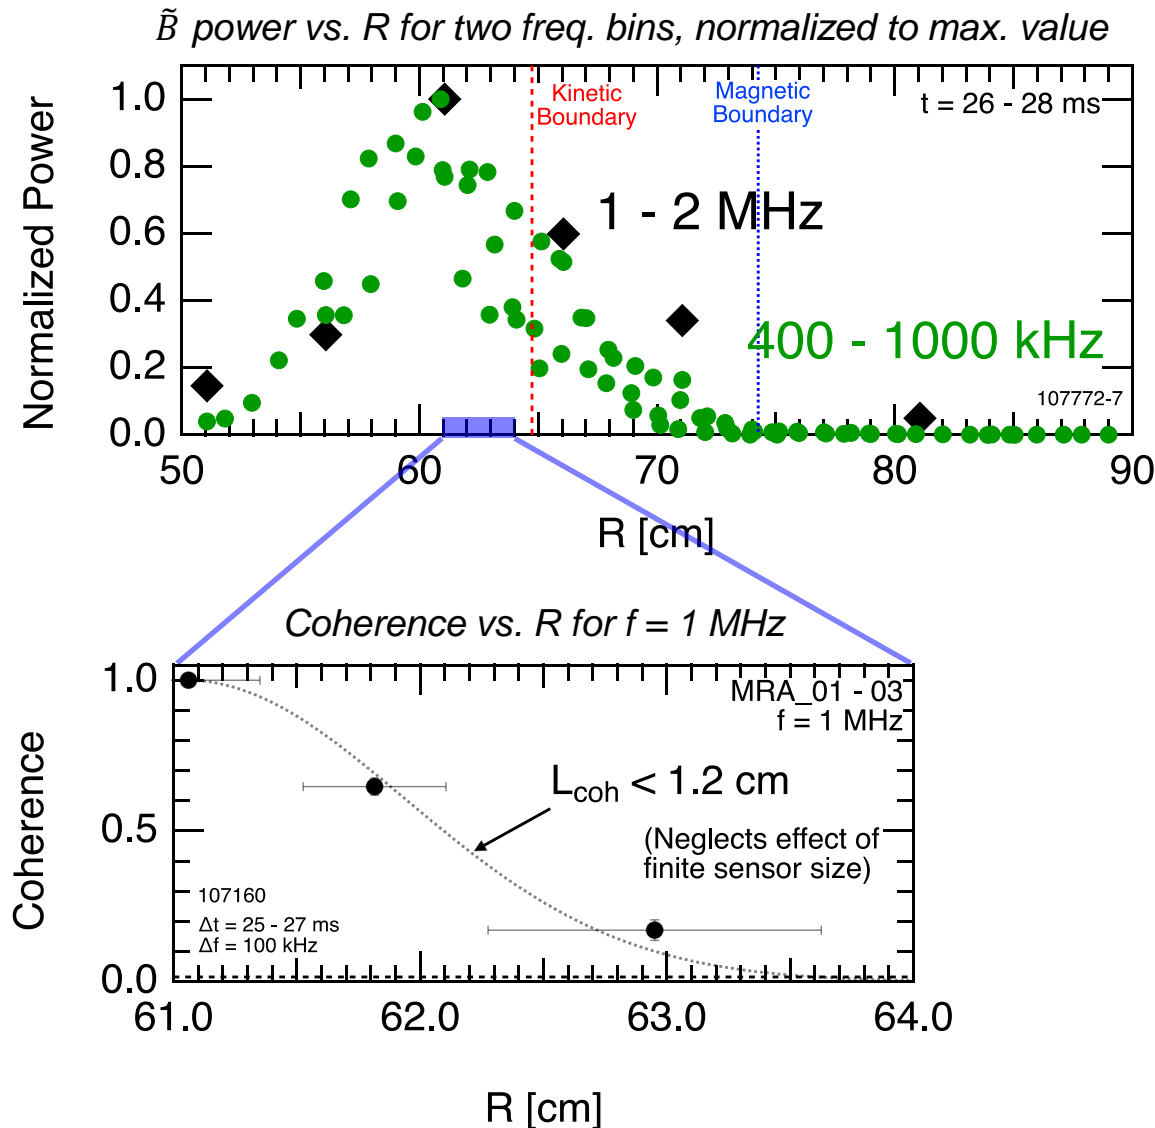 B̃ power vs. R for two freq. bins, normalized to max. value
Kinetic
Boundary
Magnetic
Boundary
t = 26 - 28 ms
1 - 2 MHz
400 - 1000 kHz
107772-7
Normalized Power
1.0
0.8
0.6
0.4
0.2
0.0
50
60
70
80
90
R [cm]
Coherence vs. R for f = 1 MHz
MRA_01 - 03
f = 1 MHz
L_coh < 1.2 cm
(Neglects effect of
finite sensor size)
107160
Δt = 25 - 27 ms
Δf = 100 kHz
Coherence
1.0
0.5
0.0
61.0
62.0
63.0
64.0
R [cm]